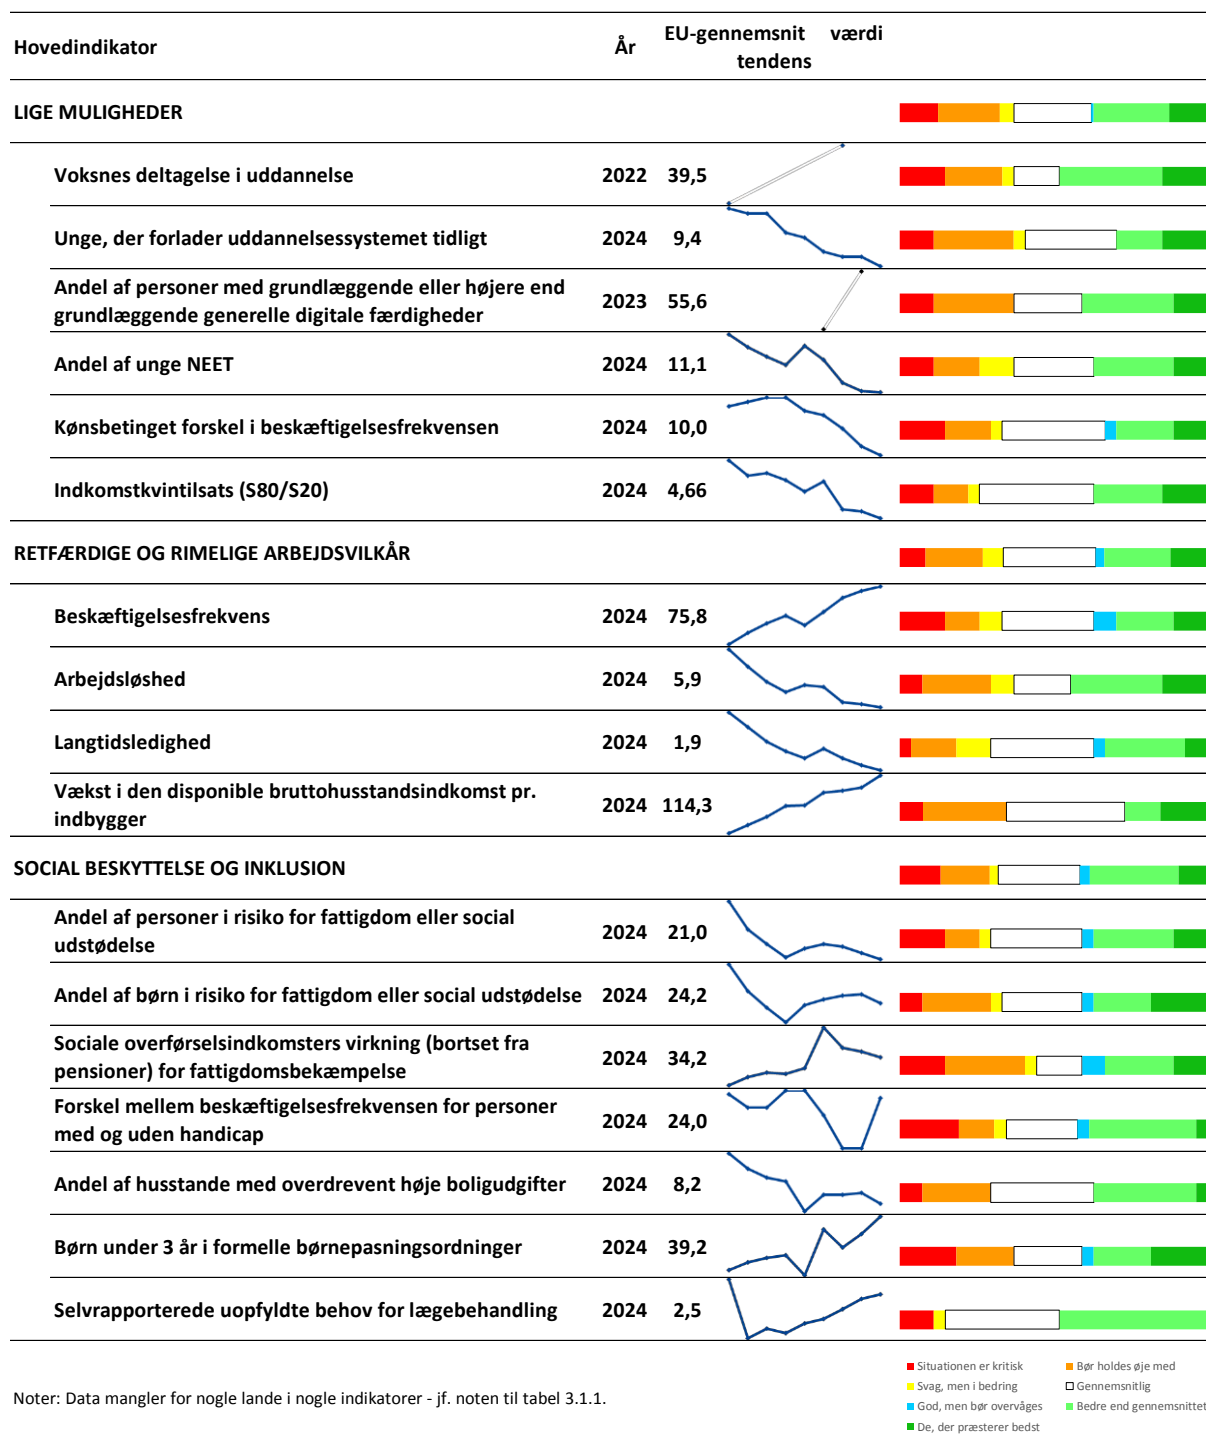 Hovedindikator År EU-gennemsnit værdi
tendens
LIGE MULIGHEDER
Voksnes deltagelse i uddannelse 2022 39,5
Unge, der forlader uddannelsessystemet tidligt 2024 9,4
Andel af personer med grundlæggende eller højere end
grundlæggende generelle digitale færdigheder 2023 55,6
Andel af unge NEET 2024 11,1
Kønsbetinget forskel i beskæftigelsesfrekvensen 2024 10,0
Indkomstkvintilsats (S80/S20) 2024 4,66
RETFÆRDIGE OG RIMELIGE ARBEJDSVILKÅR
Beskæftigelsesfrekvens 2024 75,8
Arbejdsløshed 2024 5,9
Langtidsledighed 2024 1,9
Vækst i den disponible bruttohusstandsindkomst pr.
indbygger 2024 114,3
SOCIAL BESKYTTELSE OG INKLUSION
Andel af personer i risiko for fattigdom eller social
udstødelse 2024 21,0
Andel af børn i risiko for fattigdom eller social udstødelse 2024 24,2
Sociale overførselsindkomsters virkning (bortset fra
pensioner) for fattigdomsbekæmpelse 2024 34,2
Forskel mellem beskæftigelsesfrekvensen for personer
med og uden handicap 2024 24,0
Andel af husstande med overdrevent høje boligudgifter 2024 8,2
Børn under 3 år i formelle børnepasningsordninger 2024 39,2
Selvrapporterede uopfyldte behov for lægebehandling 2024 2,5
Noter: Data mangler for nogle lande i nogle indikatorer - jf. noten til tabel 3.1.1.
Situationen er kritisk Bør holdes øje med
Svag, men i bedring Gennemsnitlig
God, men bør overvåges Bedre end gennemsnittet
De, der præsterer bedst